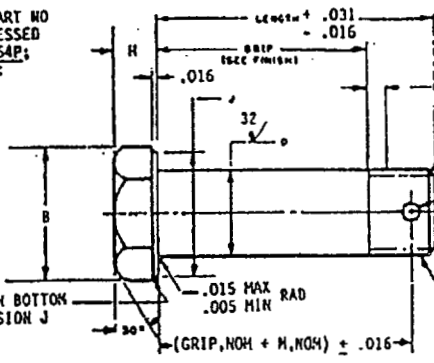 ART NO
ESSED
64P;
LENGTH + .031
- .016
H
GRIP
(SEE FINISH)
.016
J
32
D
B
.015 MAX
.005 MIN RAD
BOTTOM
SION J
30°
(GRIP,NOM + M,NOM) ± .016